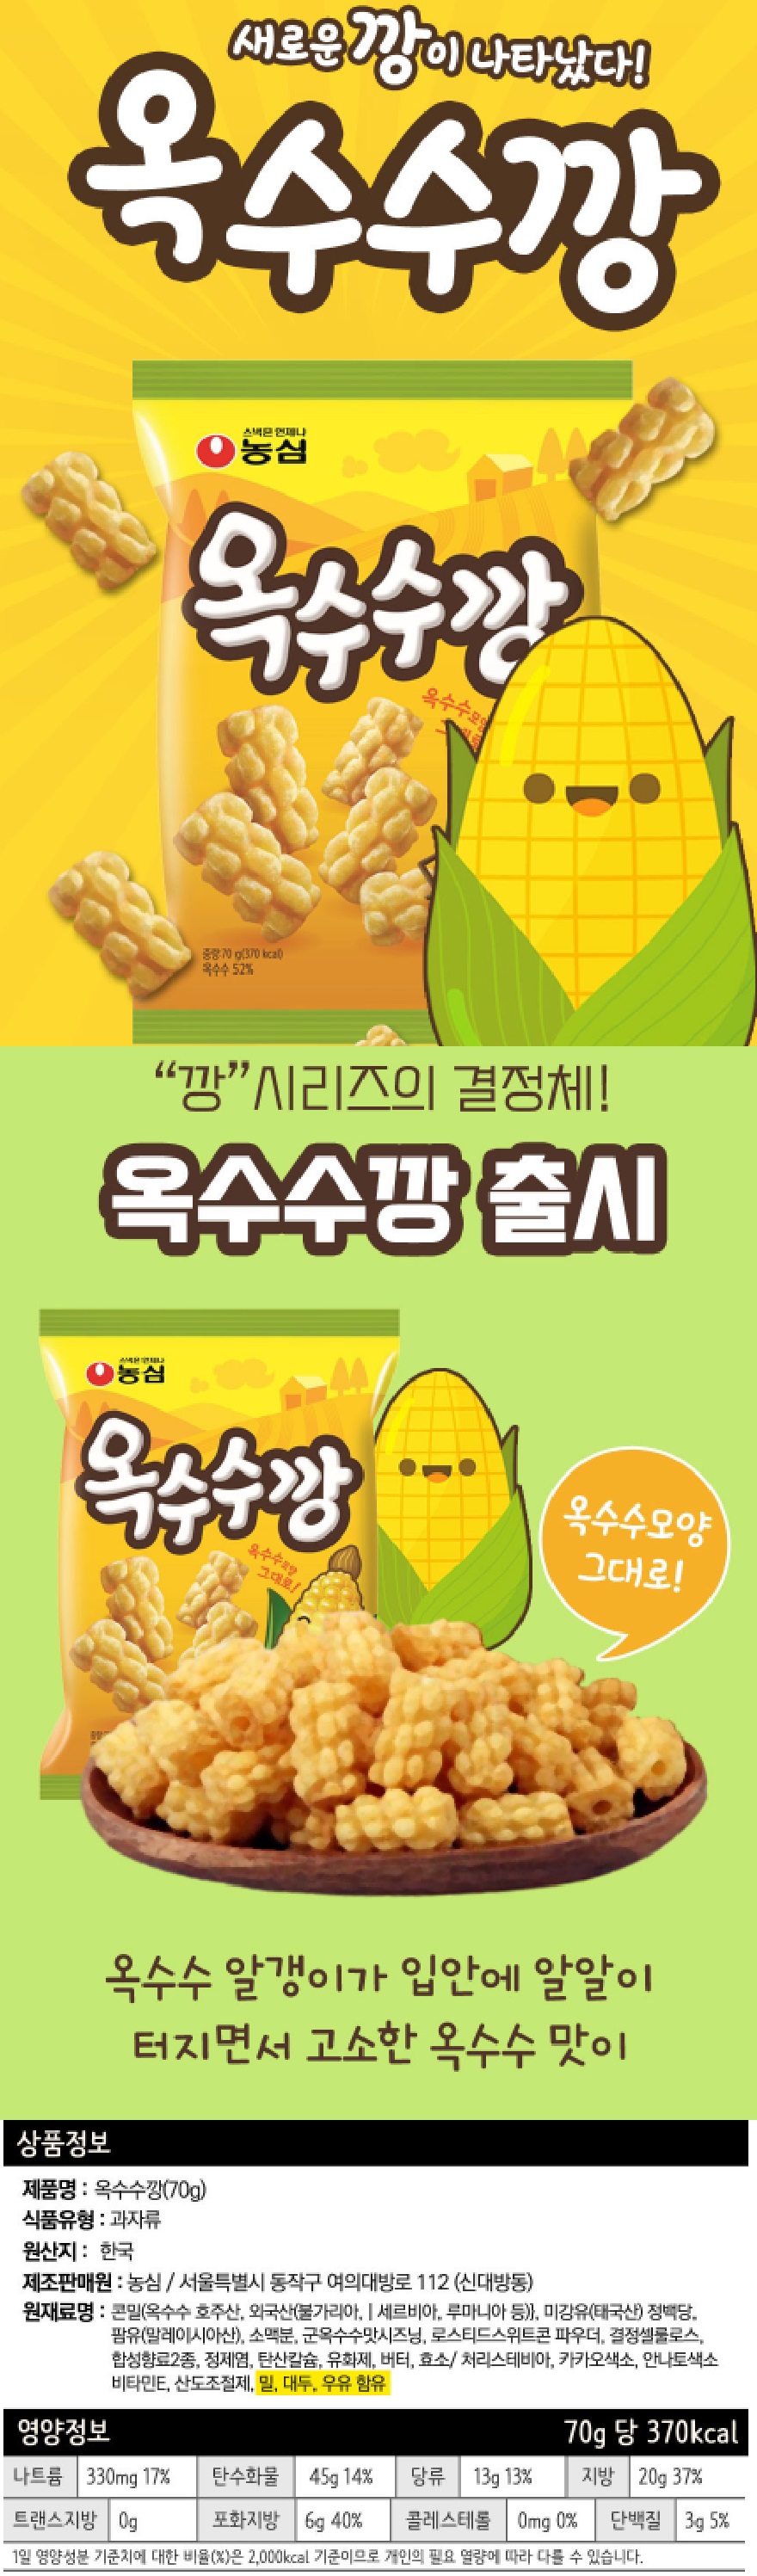 새로운 깡이 나타났다!
옥수수깡
스낵은 언제나
농심
옥수수깡
옥수수모양
중량 70 g(370 kcal)
옥수수 52%
“깡”시리즈의 결정체!
옥수수깡 출시
스낵은 언제나
농심
옥수수깡
옥수수모양
그대로!
옥수수모양
그대로!
옥수수 알갱이가 입안에 알알이
터지면서 고소한 옥수수 맛이
상품정보
제품명 : 옥수수깡(70g)
식품유형 : 과자류
원산지 : 한국
제조판매원 : 농심 / 서울특별시 동작구 여의대방로 112 (신대방동)
원재료명 : 콘밀(옥수수 호주산, 외국산(불가리아, | 세르비아, 루마니아 등)}, 미강유(태국산) 정백당,
팜유(말레이시아산), 소맥분, 군옥수수맛시즈닝, 로스티드스위트콘 파우더, 결정셀룰로스,
합성향료2종, 정제염, 탄산칼슘, 유화제, 버터, 효소/ 처리스테비아, 카카오색소, 안나토색소
비타민E, 산도조절제, 밀, 대두, 우유 함유
영양정보 70g 당 370kcal
나트륨 330mg 17% 탄수화물 45g 14% 당류 13g 13% 지방 20g 37%
트랜스지방 0g 포화지방 6g 40% 콜레스테롤 0mg 0% 단백질 3g 5%
1일 영양성분 기준치에 대한 비율(%)은 2,000kcal 기준이므로 개인의 필요 열량에 따라 다를 수 있습니다.